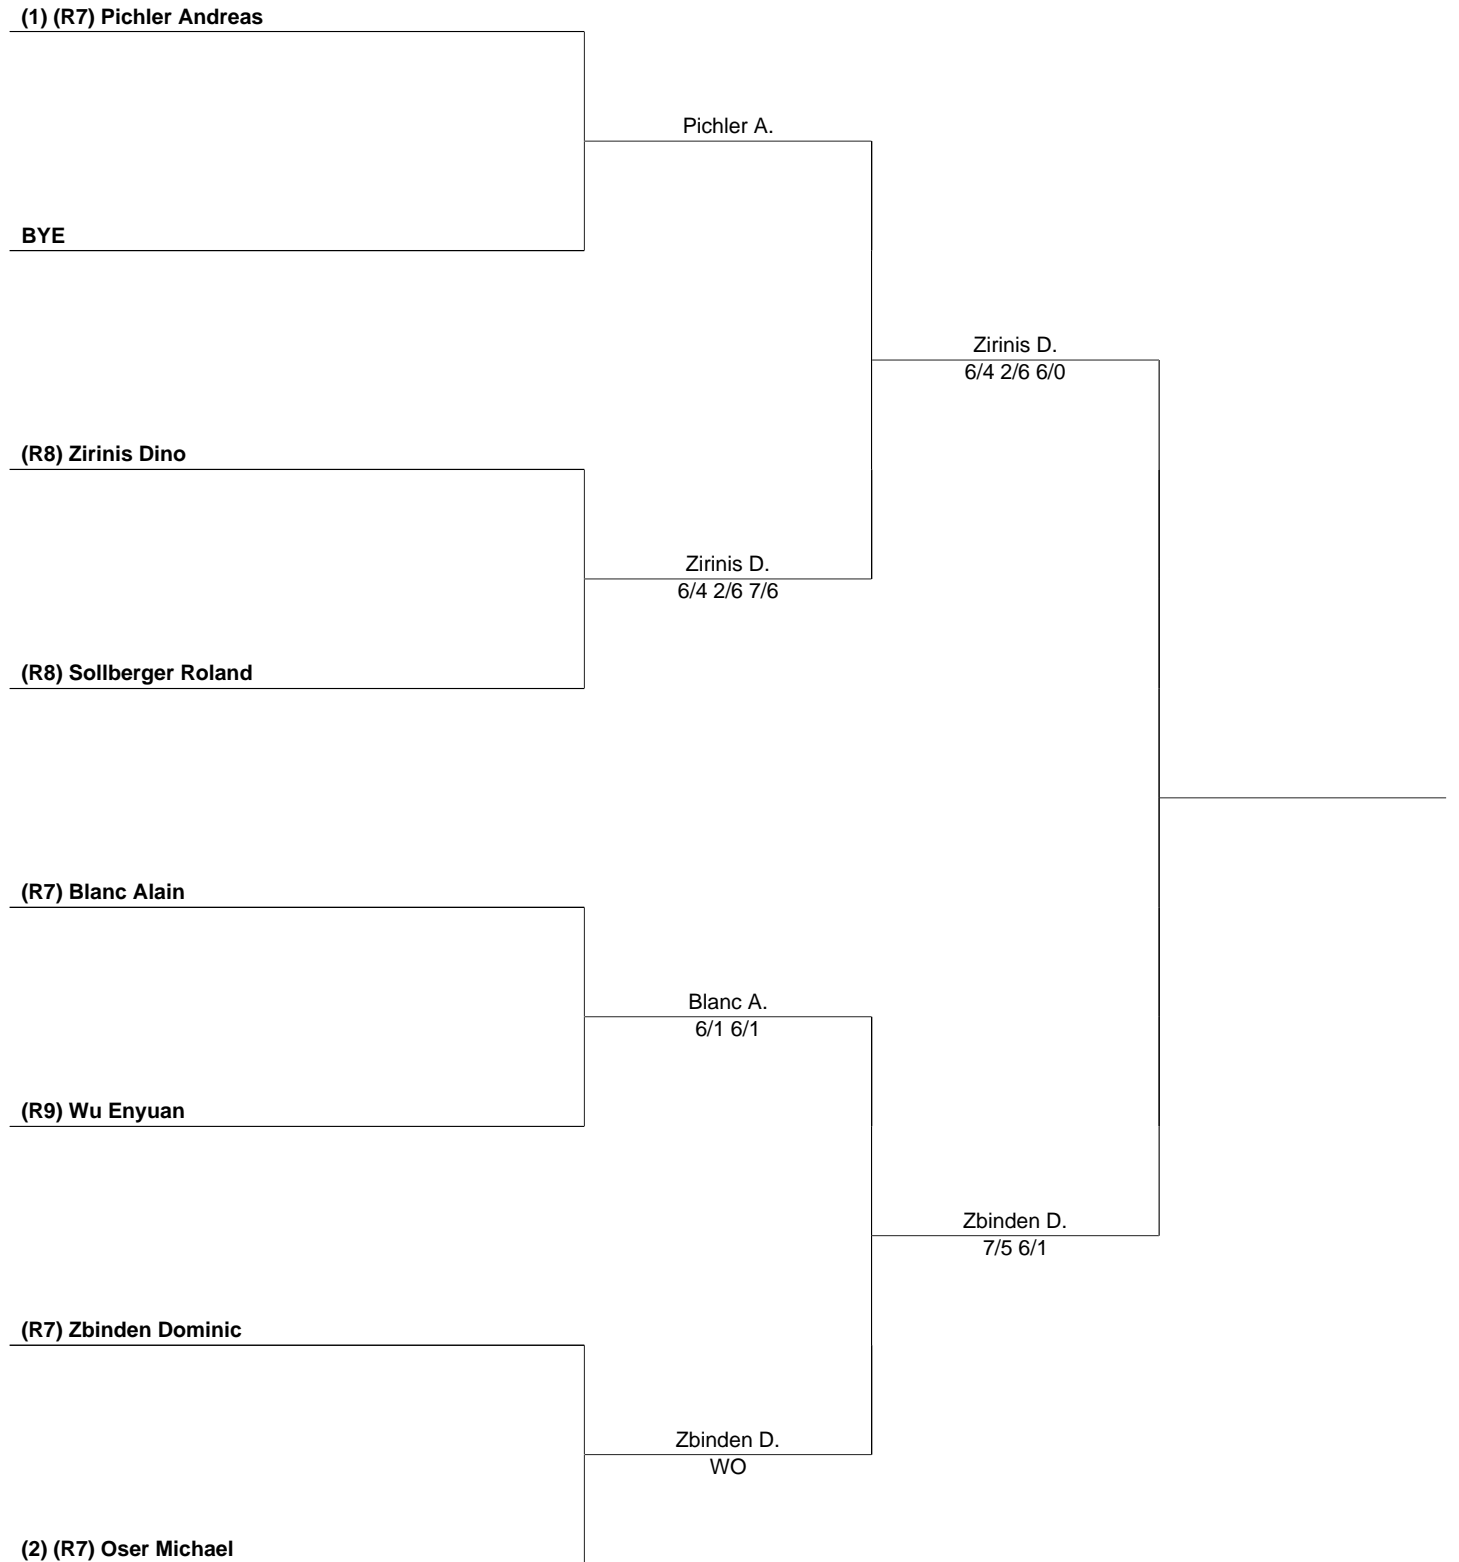 (1) (R7) Pichler Andreas
Pichler A.
BYE
Zirinis D.
6/4 2/6 6/0
(R8) Zirinis Dino
Zirinis D.
6/4 2/6 7/6
(R8) Sollberger Roland
(R7) Blanc Alain
Blanc A.
6/1 6/1
(R9) Wu Enyuan
Zbinden D.
7/5 6/1
(R7) Zbinden Dominic
Zbinden D.
WO
(2) (R7) Oser Michael